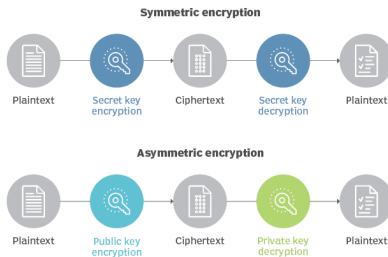 Symmetric encryption
Plaintext
Secret key
encryption
Ciphertext
Secret key
decryption
Plaintext
Asymmetric encryption
Plaintext
Public key
encryption
Ciphertext
Private key
decryption
Plaintext